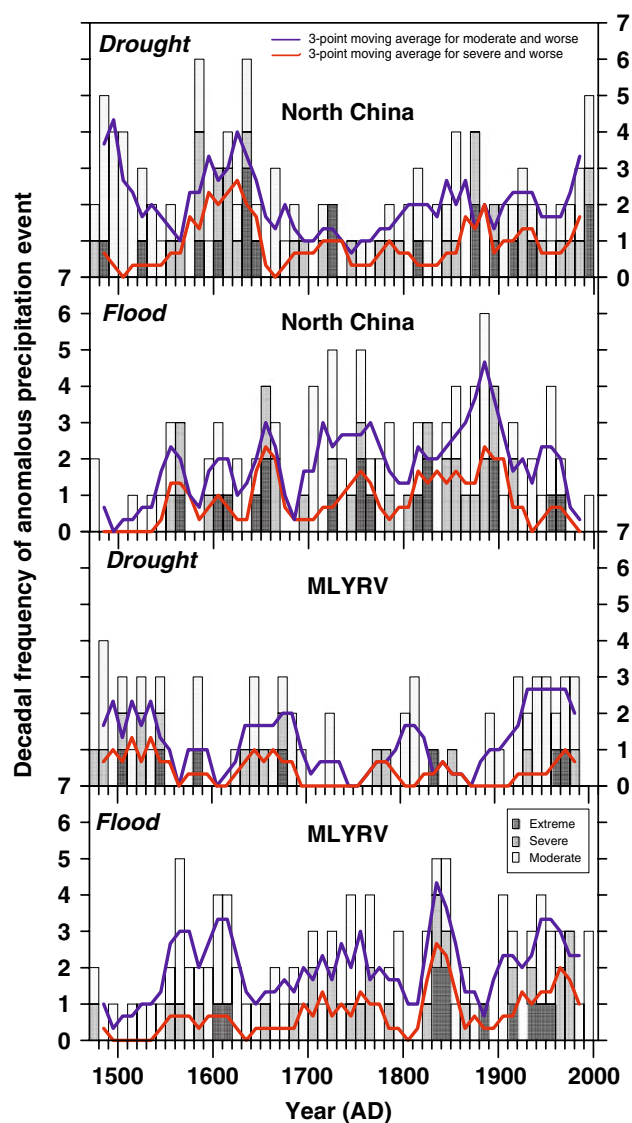 Drought
3-point moving average for moderate and worse
3-point moving average for severe and worse
North China
7
6
5
4
3
2
1
0
Flood
North China
7
6
5
4
3
2
1
0
Drought
MLYRV
7
6
5
4
3
2
1
0
Flood
MLYRV
Extreme
Severe
Moderate
7
6
5
4
3
2
1
0
1500 1600 1700 1800 1900 2000
Year (AD)
Decadal frequency of anomalous precipitation event